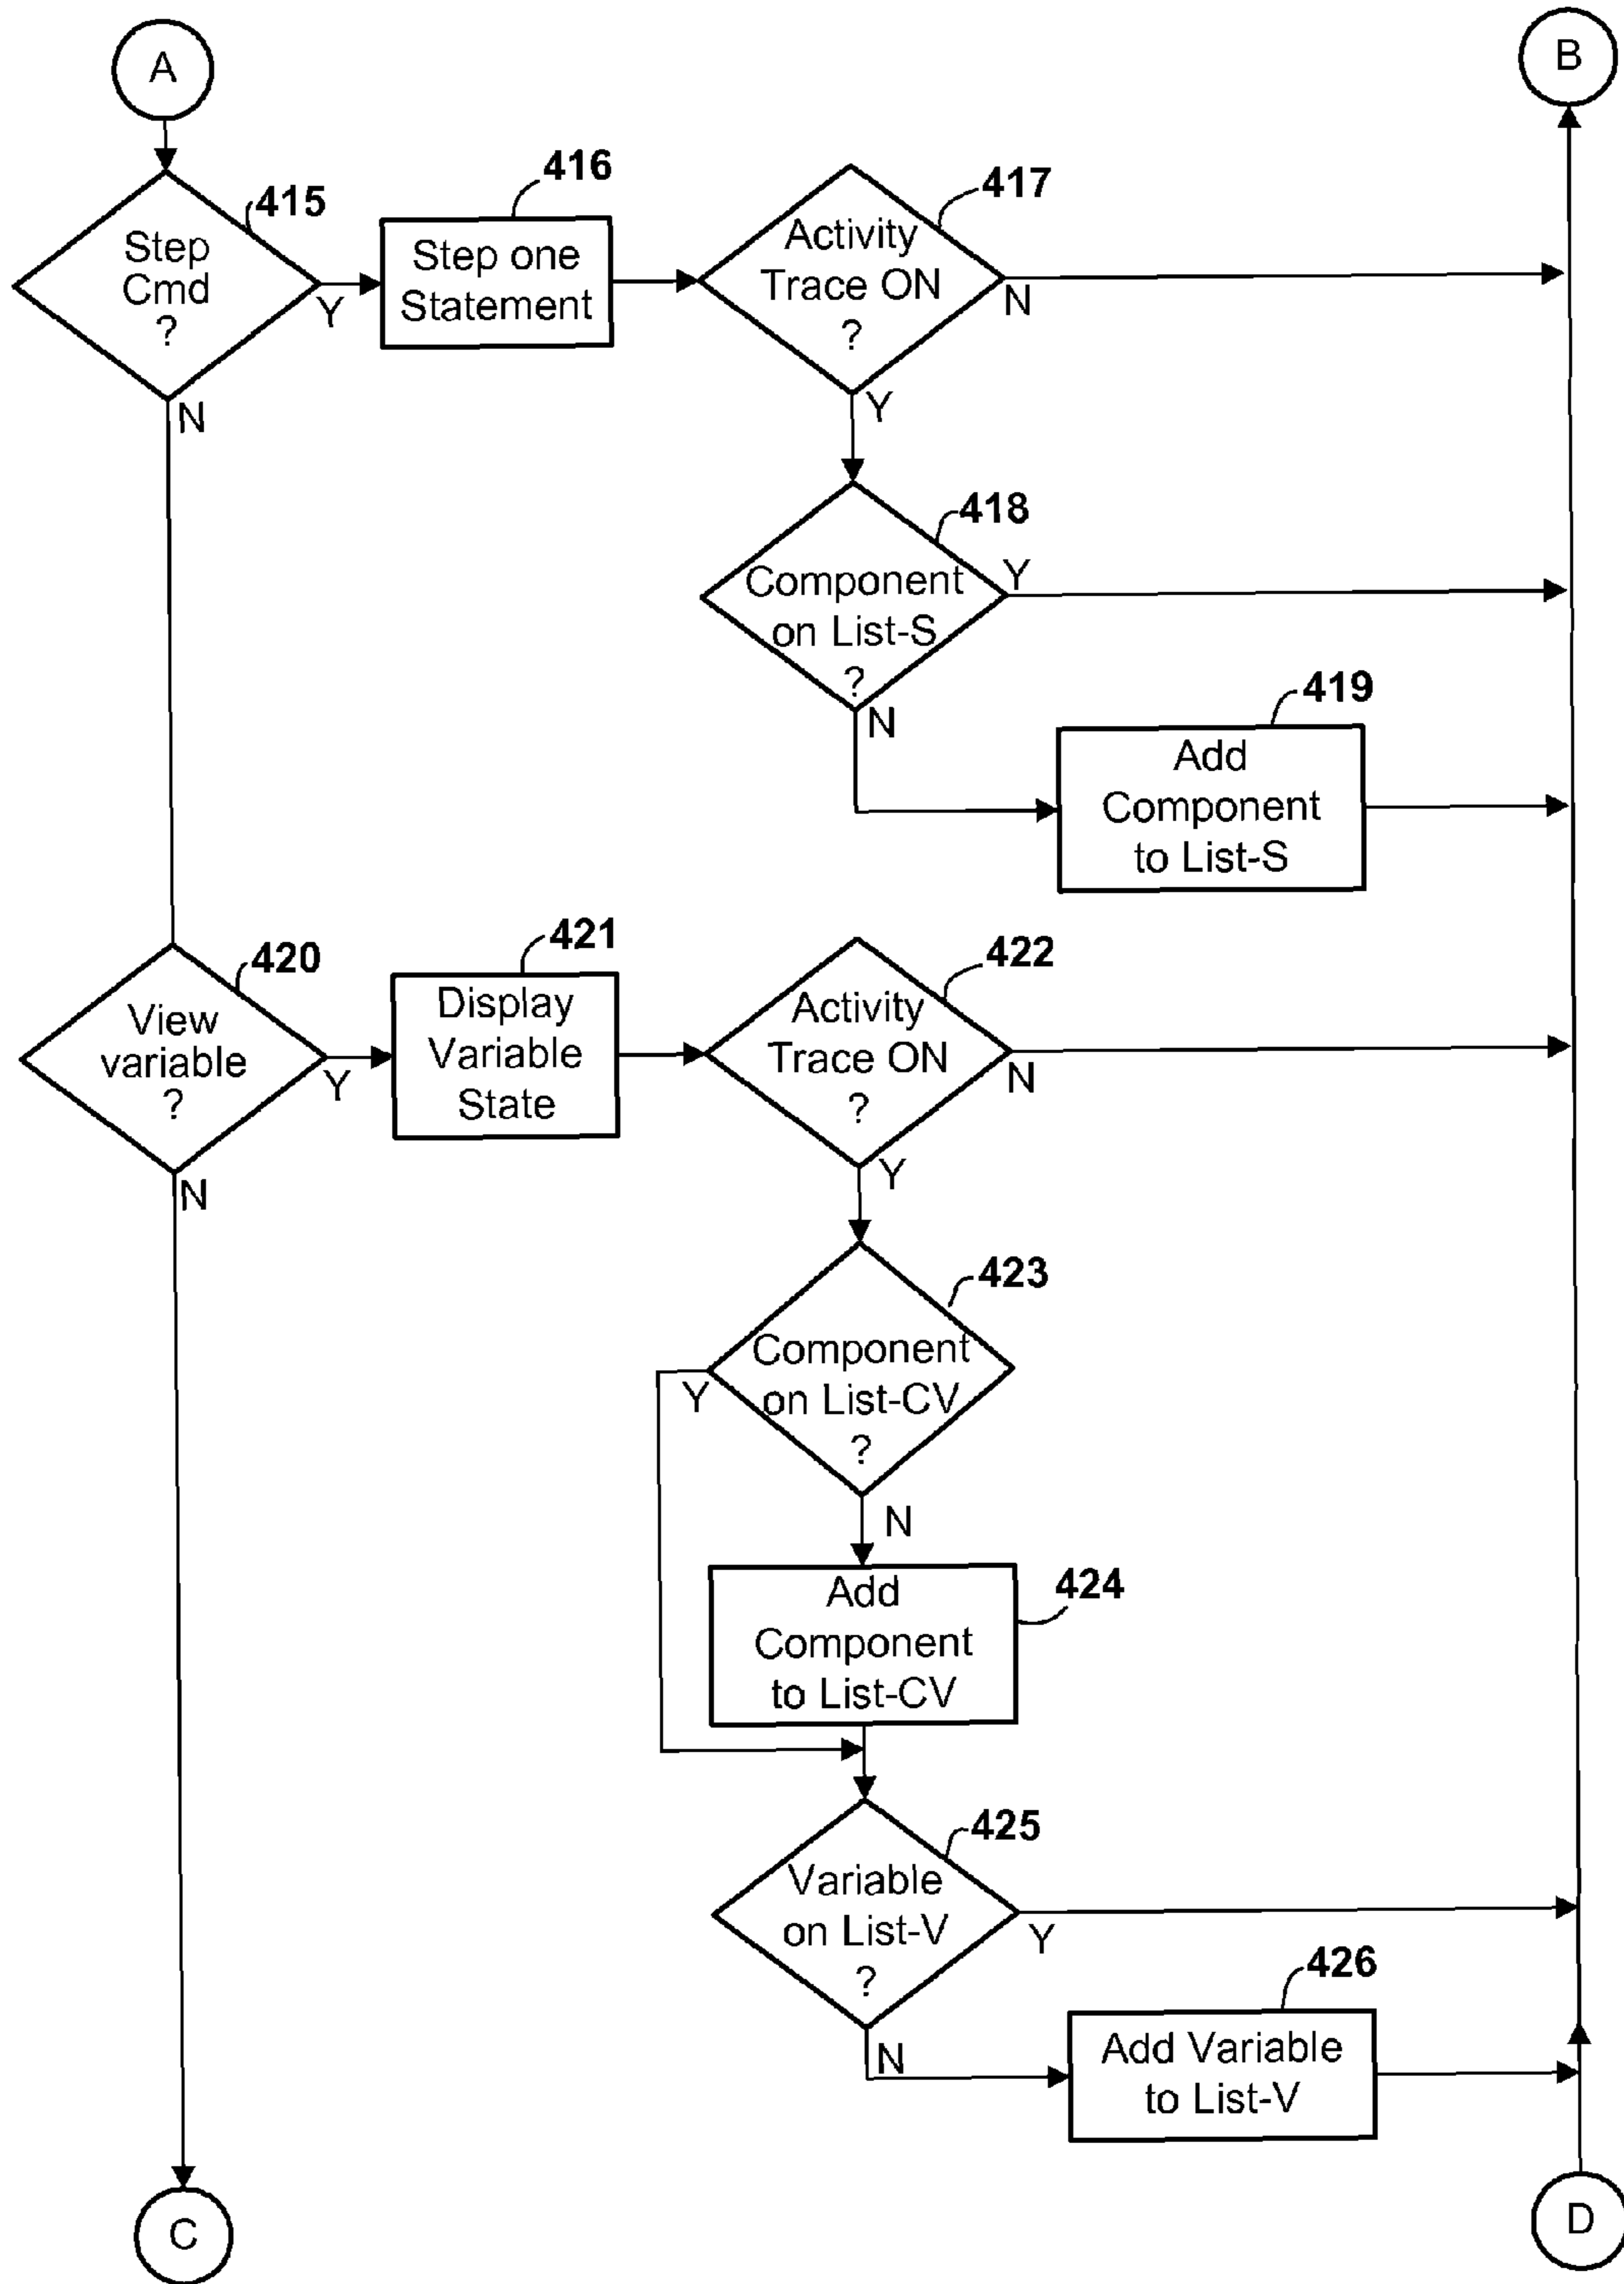 A
B
415
Step
Cmd
?
Y
N
416
Step one
Statement
417
Activity
Trace ON
?
N
Y
418
Component
on List-S
?
Y
N
419
Add
Component
to List-S
420
View
variable
?
Y
N
421
Display
Variable
State
422
Activity
Trace ON
?
N
Y
423
Component
on List-CV
?
Y
N
424
Add
Component
to List-CV
425
Variable
on List-V
?
Y
N
426
Add Variable
to List-V
C
D